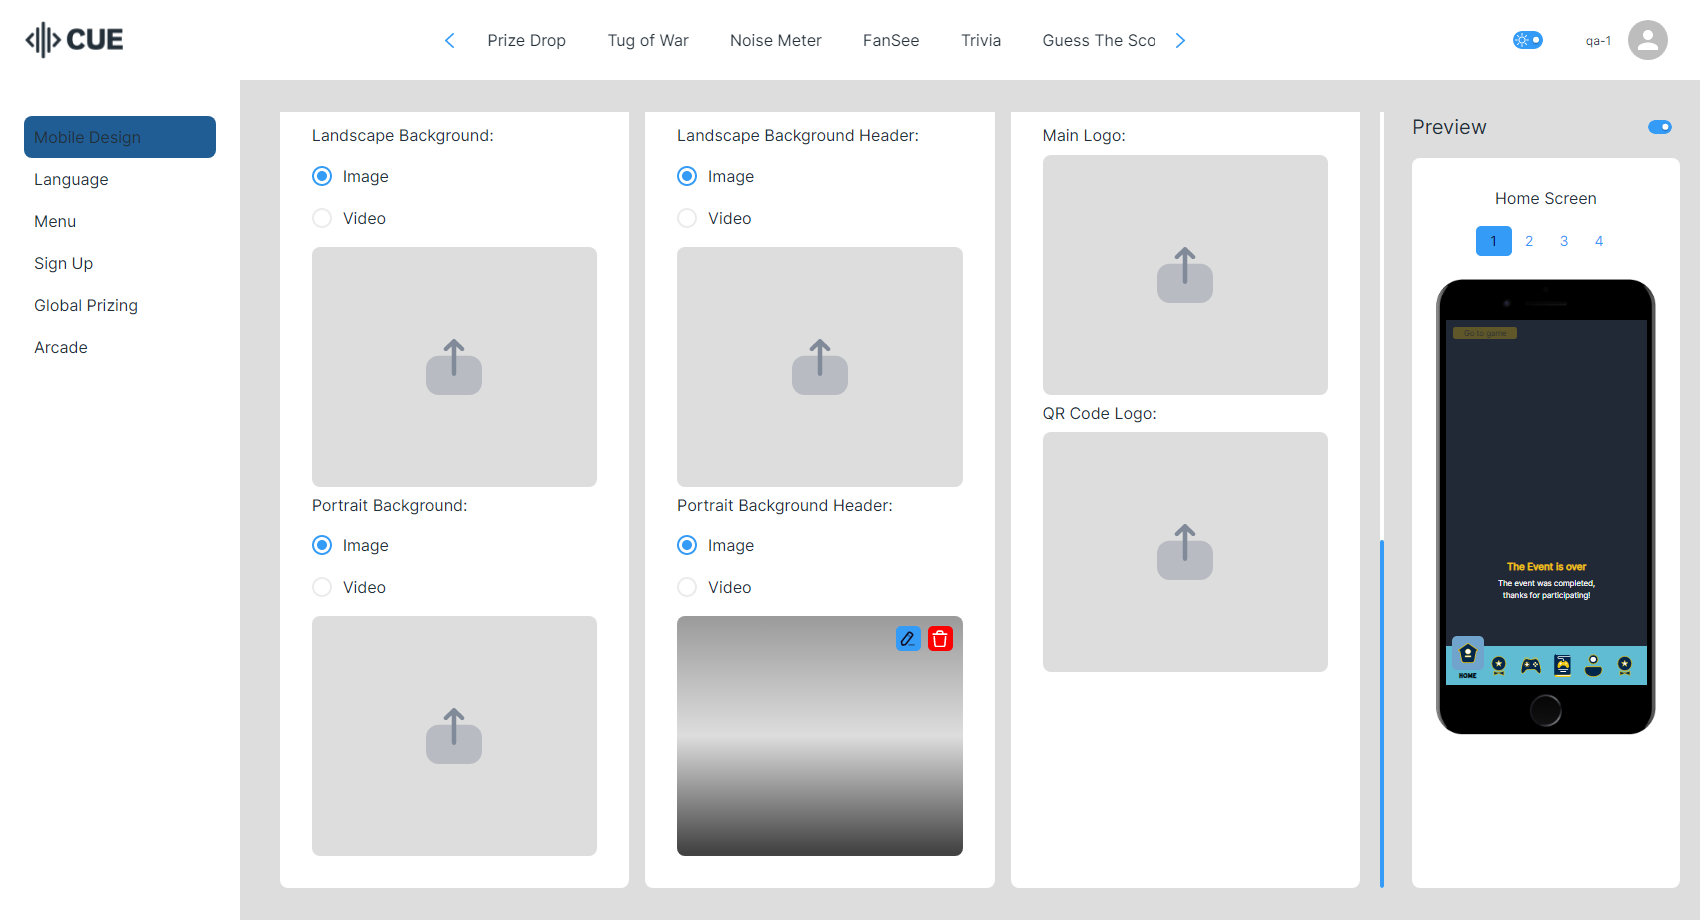 CUE
Prize Drop
Tug of War
Noise Meter
FanSee
Trivia
Guess The Sco
qa-1
Mobile Design
Language
Menu
Sign Up
Global Prizing
Arcade
Landscape Background:
Image
Video
Portrait Background:
Image
Video
Landscape Background Header:
Image
Video
Portrait Background Header:
Image
Video
Main Logo:
QR Code Logo:
Preview
Home Screen
1 2 3 4
Go to game
The Event is over
The event was completed,
thanks for participating!
HOME